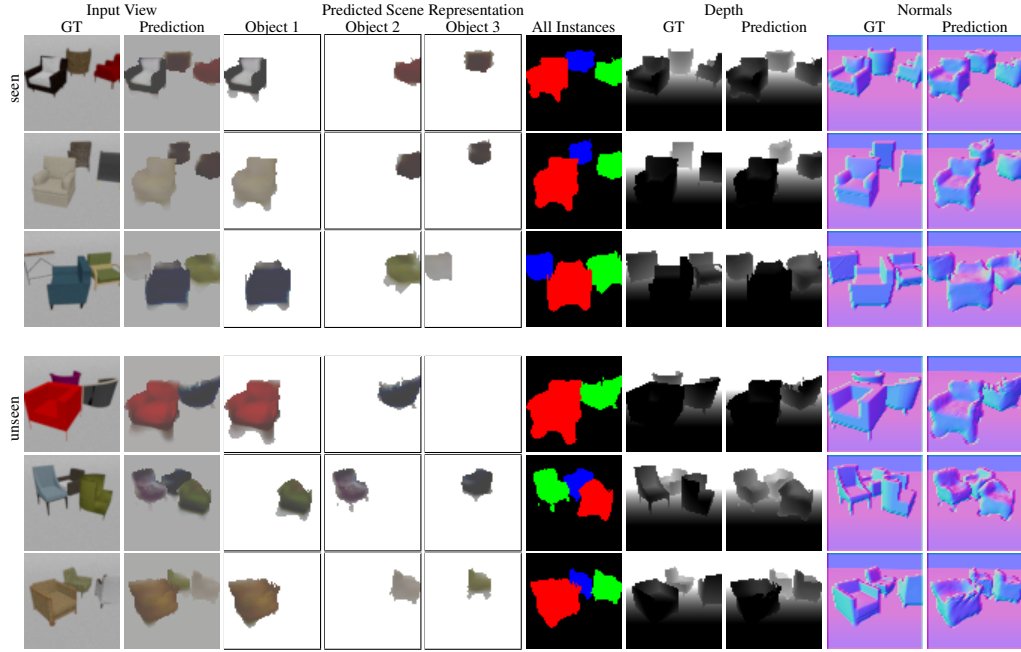 Input View Predicted Scene Representation Depth Normals
GT Prediction Object 1 Object 2 Object 3 All Instances GT Prediction GT Prediction
seen
unseen